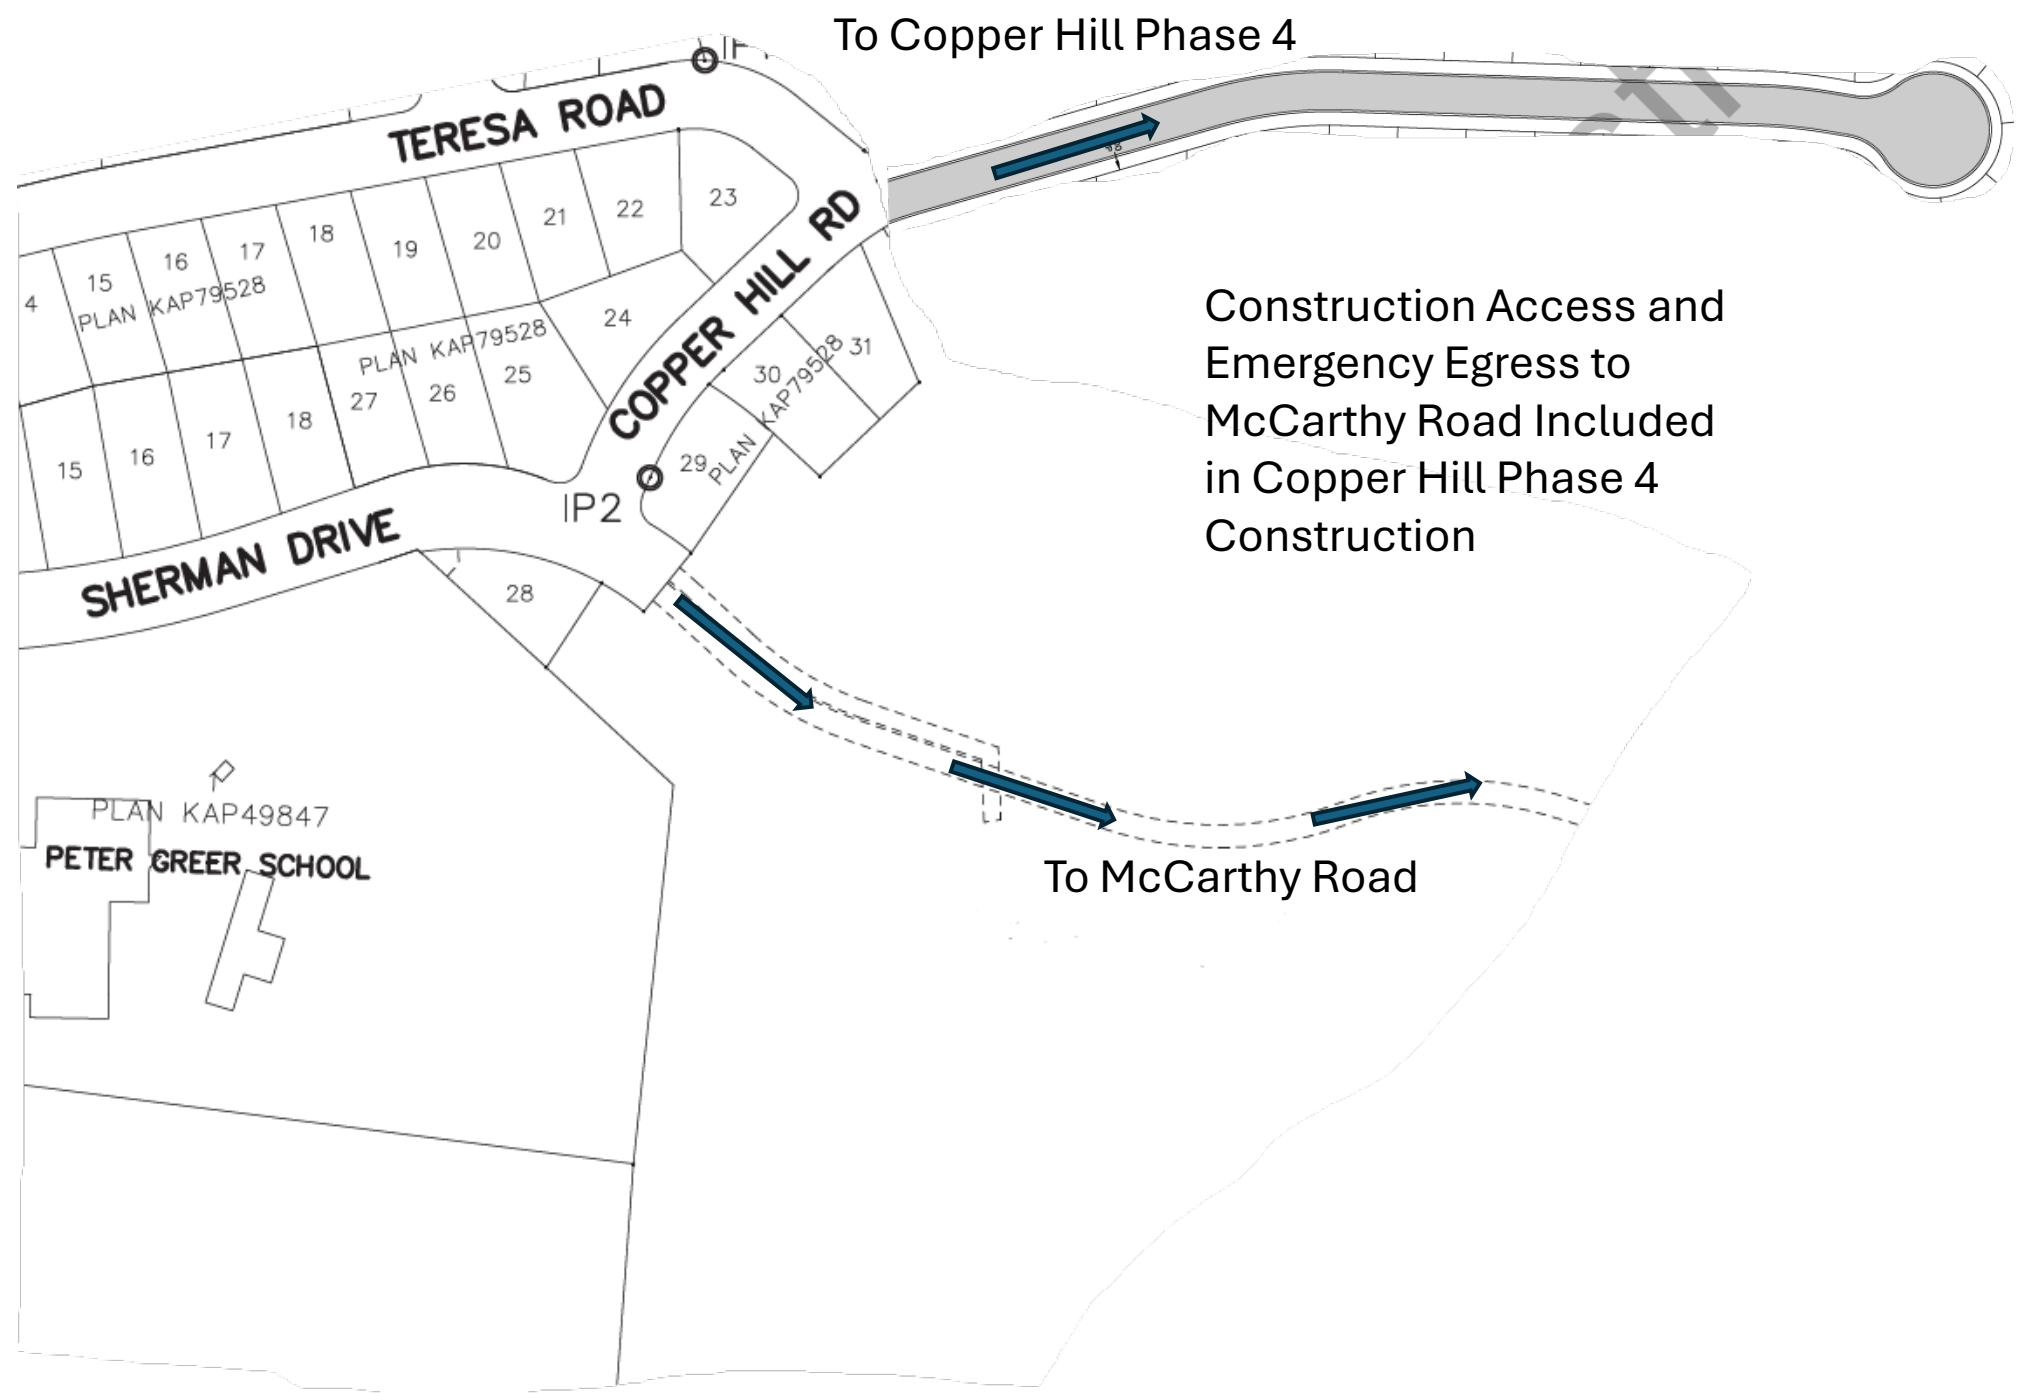 To Copper Hill Phase 4
TERESA ROAD
23
22
21
20
19
18
17
16
15
4
PLAN KAP79528
COPPER HILL RD
24
PLAN KAP79528
25
26
27
18
17
16
15
31
30
29
PLAN KAP79528
IP2
SHERMAN DRIVE
28
Construction Access and
Emergency Egress to
McCarthy Road Included
in Copper Hill Phase 4
Construction
To McCarthy Road
PLAN KAP49847
PETER GREER SCHOOL